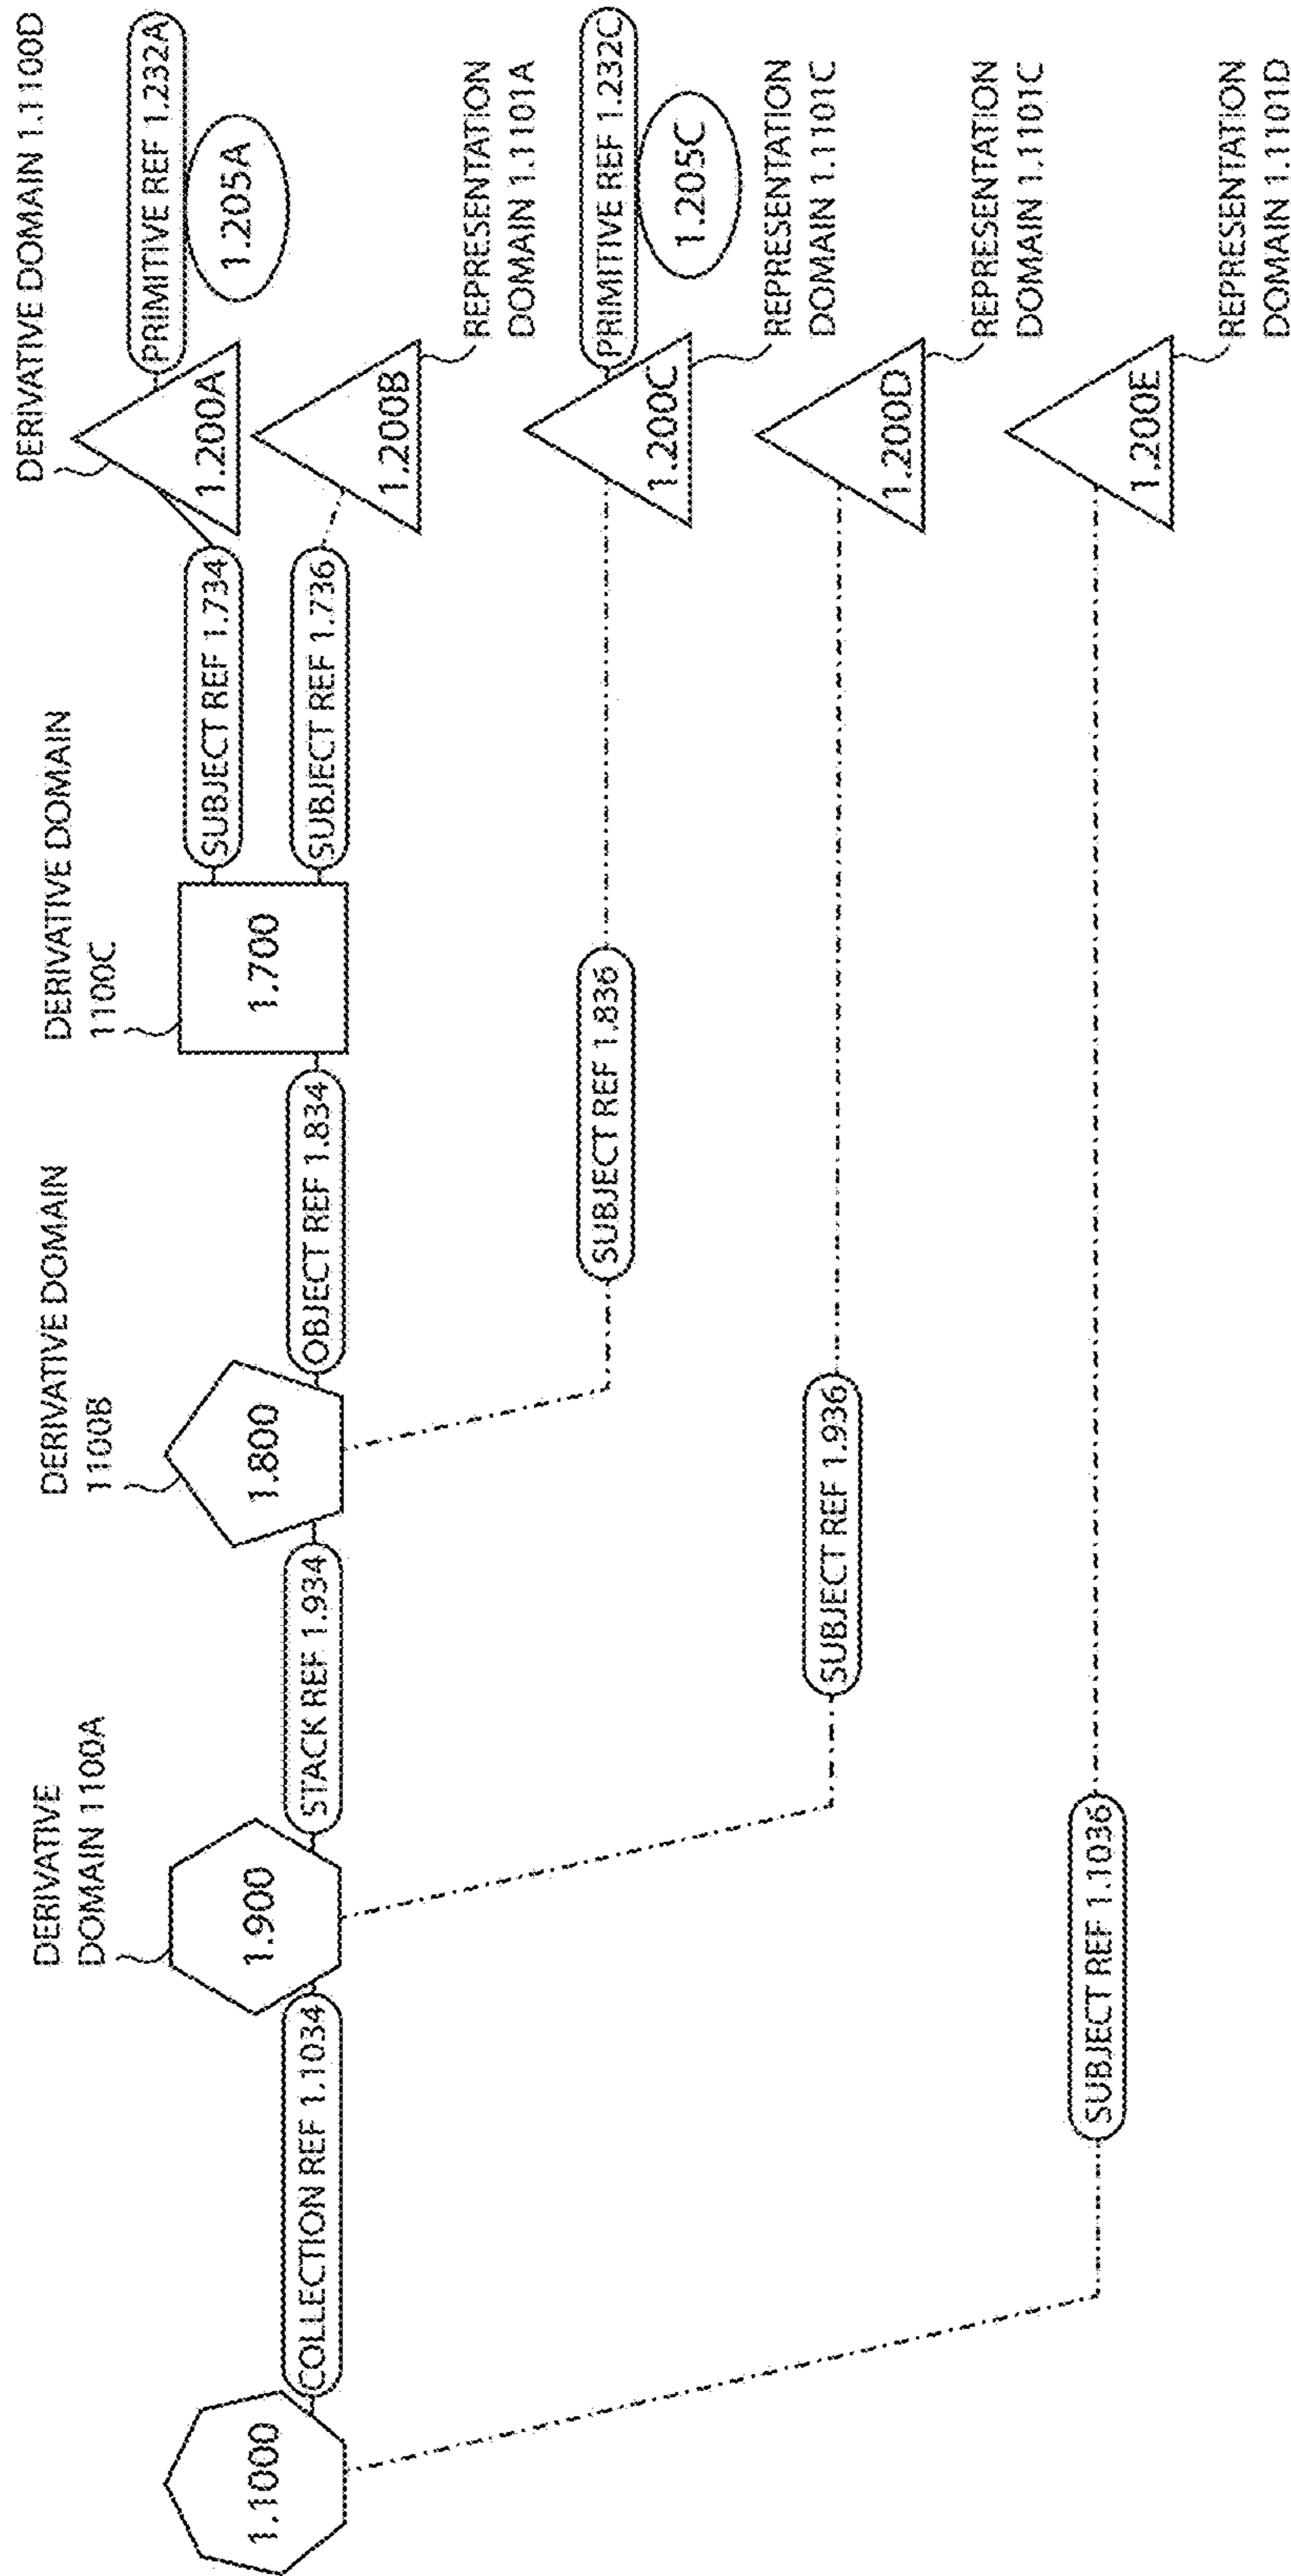 DERIVATIVE
DOMAIN 1100A
DERIVATIVE DOMAIN
1100B
DERIVATIVE DOMAIN
1100C
DERIVATIVE DOMAIN 1.1100D
1.1000
COLLECTION REF 1.1034
1.900
STACK REF 1.934
1.800
OBJECT REF 1.834
1.700
SUBJECT REF 1.734
1.200A
PRIMITIVE REF 1.232A
1.205A
SUBJECT REF 1.736
1.200B
REPRESENTATION
DOMAIN 1.1101A
SUBJECT REF 1.836
1.200C
PRIMITIVE REF 1.232C
1.205C
REPRESENTATION
DOMAIN 1.1101C
SUBJECT REF 1.936
1.200D
REPRESENTATION
DOMAIN 1.1101C
SUBJECT REF 1.1036
1.200E
REPRESENTATION
DOMAIN 1.1101D